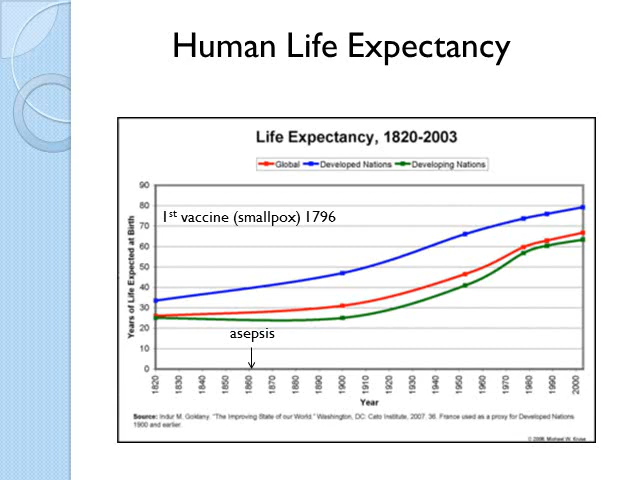 Human Life Expectancy
Life Expectancy, 1820-2003
Global Developed Nations Developing Nations
Years of Life Expected at Birth
90
80
1st vaccine (smallpox) 1796
70
60
50
40
30
20
asepsis
10
0
1820 1830 1840 1850 1860 1870 1880 1890 1900 1910 1920 1930 1940 1950 1960 1970 1980 1990 2000
Year
Source: Indur M. Goklany. "The Improving State of our World." Washington, DC: Cato Institute, 2007. 36. France used as a proxy for Developed Nations
1900 and earlier.
Michael W. Kruse